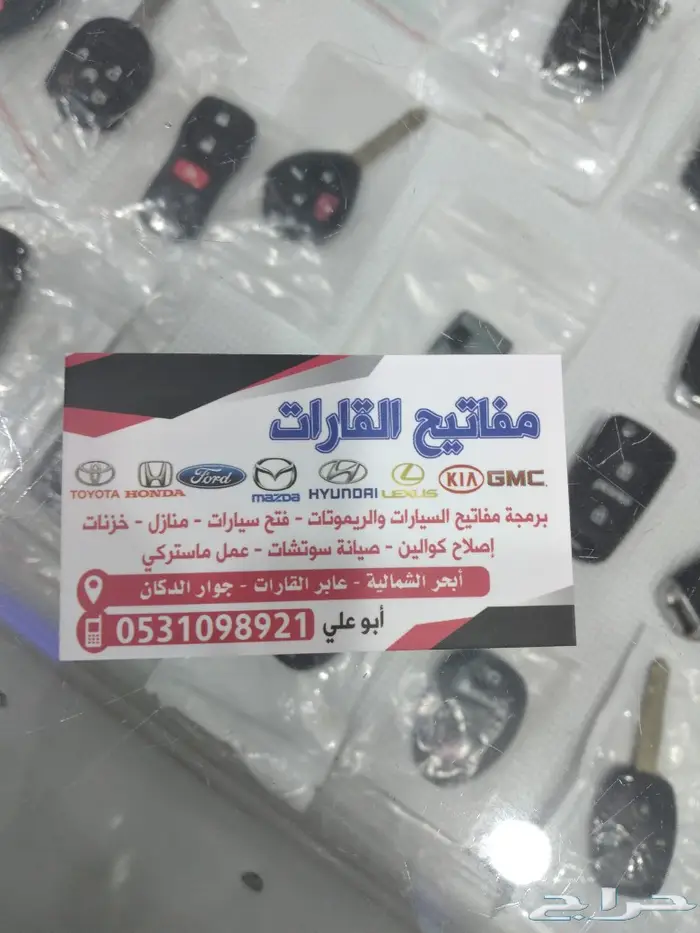 مفاتيح القارات
TOYOTA HONDA Ford mazda HYUNDAI LEXUS KIA GMC
برمجة مفاتيح السيارات والريموتات - فتح سيارات - منازل - خزنات
إصلاح كوالين - صيانة سوتشات - عمل ماستركي
أبحر الشمالية - عابر القارات - جوار الدكان
أبو علي 0531098921
حراج